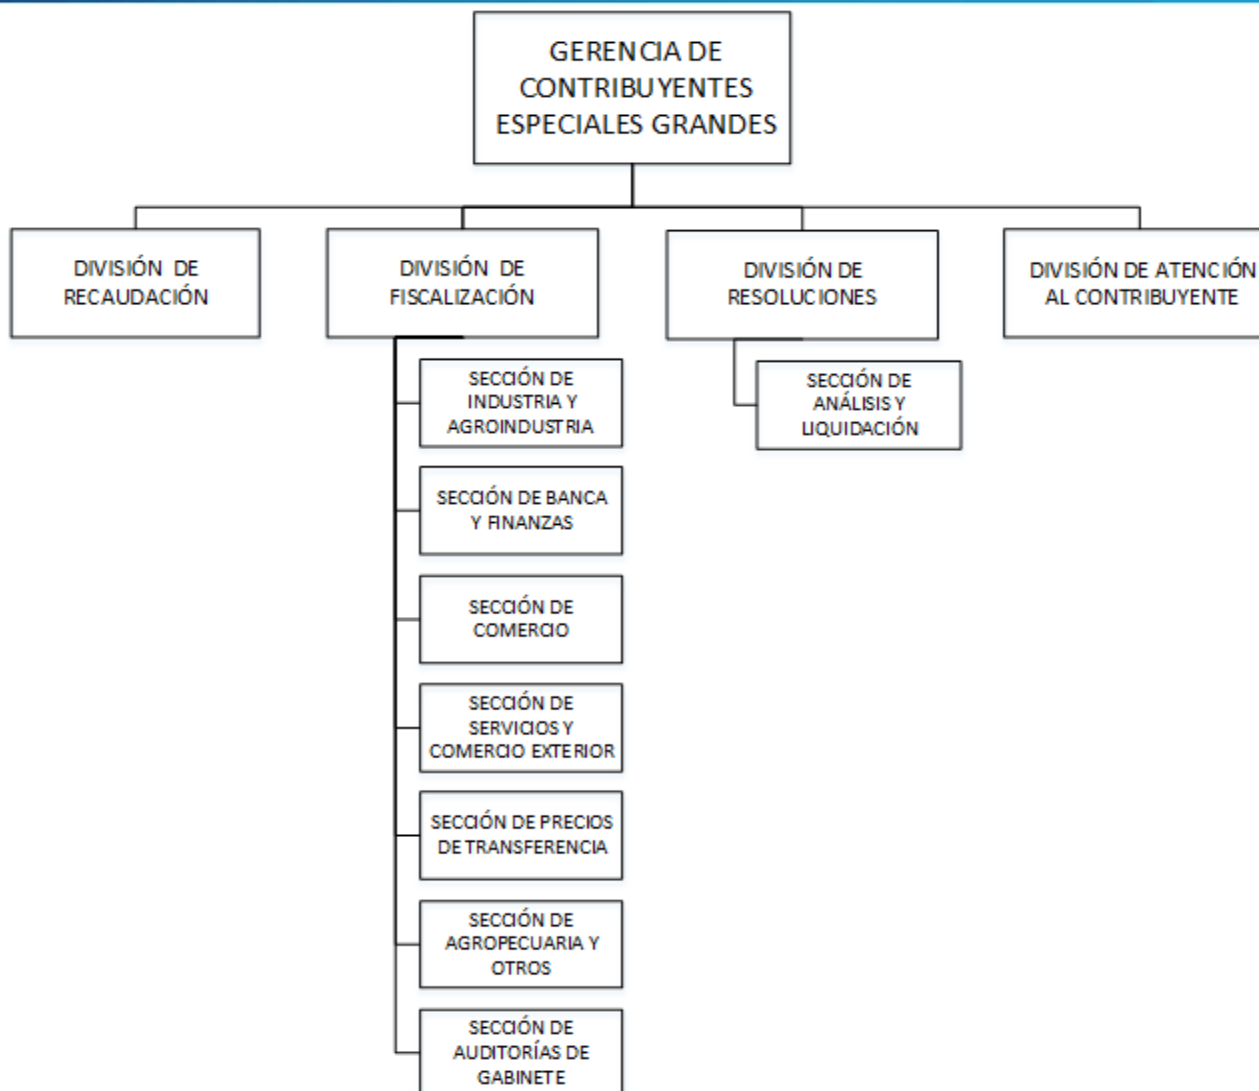 GERENCIA DE
CONTRIBUYENTES
ESPECIALES GRANDES
DIVISIÓN DE
RECAUDACIÓN
DIVISIÓN DE
FISCALIZACIÓN
DIVISIÓN DE
RESOLUCIONES
DIVISIÓN DE ATENCIÓN
AL CONTRIBUYENTE
SECCIÓN DE
INDUSTRIA Y
AGROINDUSTRIA
SECCIÓN DE BANCA
Y FINANZAS
SECCIÓN DE
COMERCIO
SECCIÓN DE
SERVICIOS Y
COMERCIO EXTERIOR
SECCIÓN DE PRECIOS
DE TRANSFERENCIA
SECCIÓN DE
AGROPECUARIA Y
OTROS
SECCIÓN DE
AUDITORÍAS DE
GABINETE
SECCIÓN DE
ANÁLISIS Y
LIQUIDACIÓN